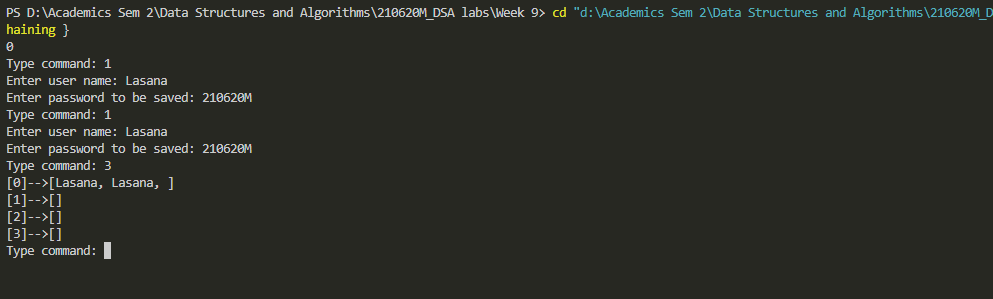 PS D:\Academics Sem 2\Data Structures and Algorithms\210620M_DSA labs\Week 9> cd "d:\Academics Sem 2\Data Structures and Algorithms\210620M_D
haining }
0
Type command: 1
Enter user name: Lasana
Enter password to be saved: 210620M
Type command: 1
Enter user name: Lasana
Enter password to be saved: 210620M
Type command: 3
[0]-->[Lasana, Lasana, ]
[1]-->[]
[2]-->[]
[3]-->[]
Type command: